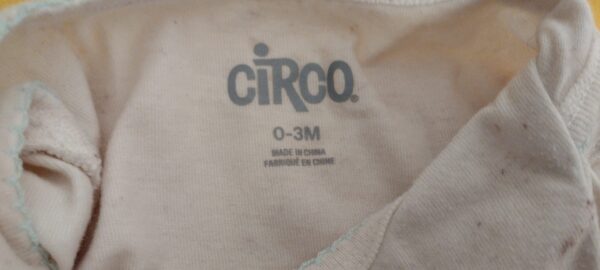 CiRCO®
0-3M
MADE IN CHINA
FABRIQUÉ EN CHINE